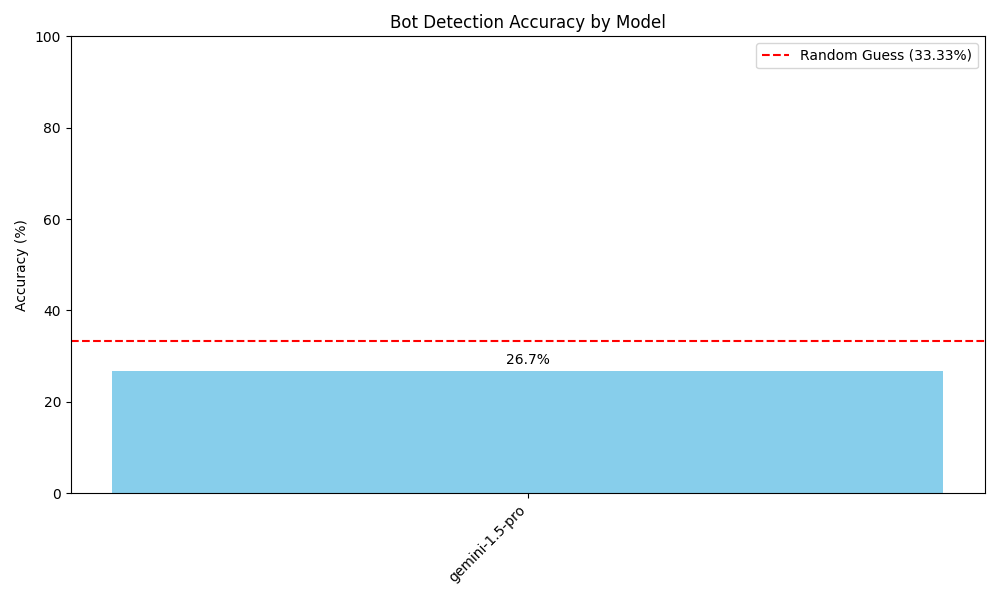 Bot Detection Accuracy by Model
Random Guess (33.33%)
Accuracy (%)
100
80
60
40
20
0
26.7%
gemini-1.5-pro